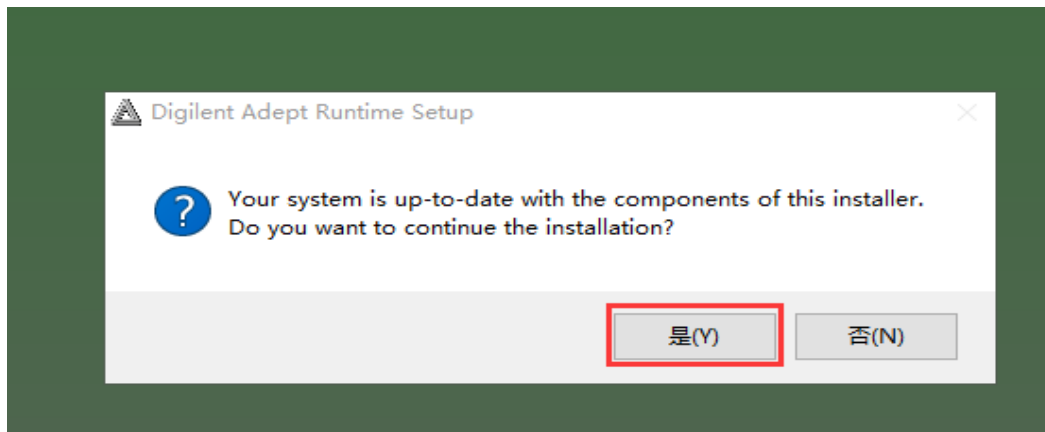 Digilent Adept Runtime Setup
Your system is up-to-date with the components of this installer.
Do you want to continue the installation?
是(Y) 否(N)